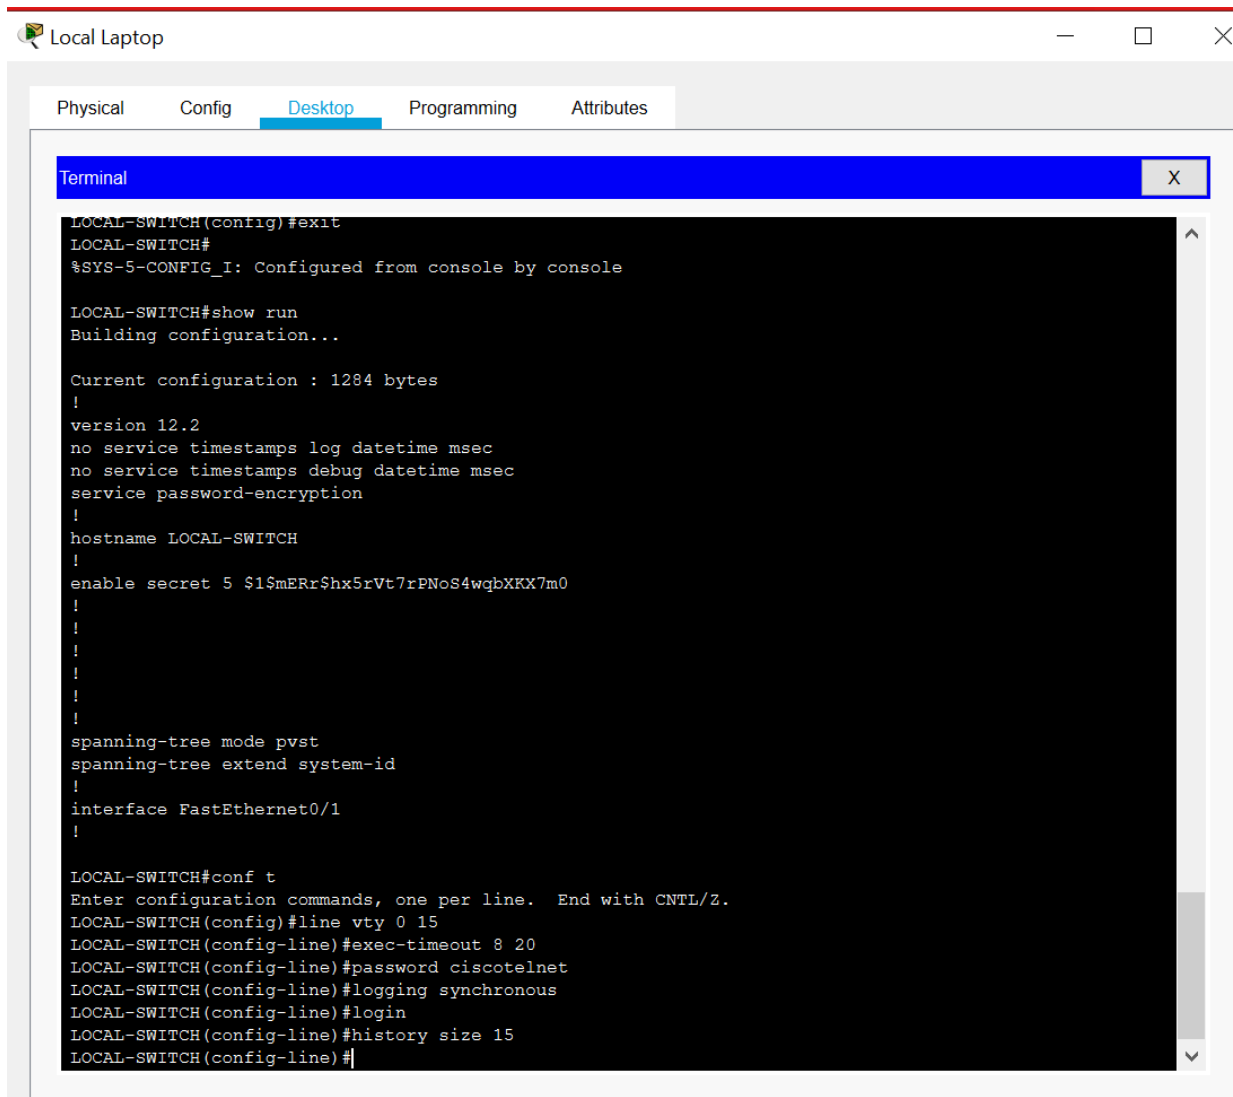 Local Laptop
Physical Config Desktop Programming Attributes
Terminal X
LOCAL-SWITCH(config)#exit
LOCAL-SWITCH#
%SYS-5-CONFIG_I: Configured from console by console
LOCAL-SWITCH#show run
Building configuration...
Current configuration : 1284 bytes
!
version 12.2
no service timestamps log datetime msec
no service timestamps debug datetime msec
service password-encryption
!
hostname LOCAL-SWITCH
!
enable secret 5 $1$mERr$hx5rVt7rPNoS4wqbXKX7m0
!
!
!
!
!
!
spanning-tree mode pvst
spanning-tree extend system-id
!
interface FastEthernet0/1
!
LOCAL-SWITCH#conf t
Enter configuration commands, one per line.  End with CNTL/Z.
LOCAL-SWITCH(config)#line vty 0 15
LOCAL-SWITCH(config-line)#exec-timeout 8 20
LOCAL-SWITCH(config-line)#password ciscotelnet
LOCAL-SWITCH(config-line)#logging synchronous
LOCAL-SWITCH(config-line)#login
LOCAL-SWITCH(config-line)#history size 15
LOCAL-SWITCH(config-line)#